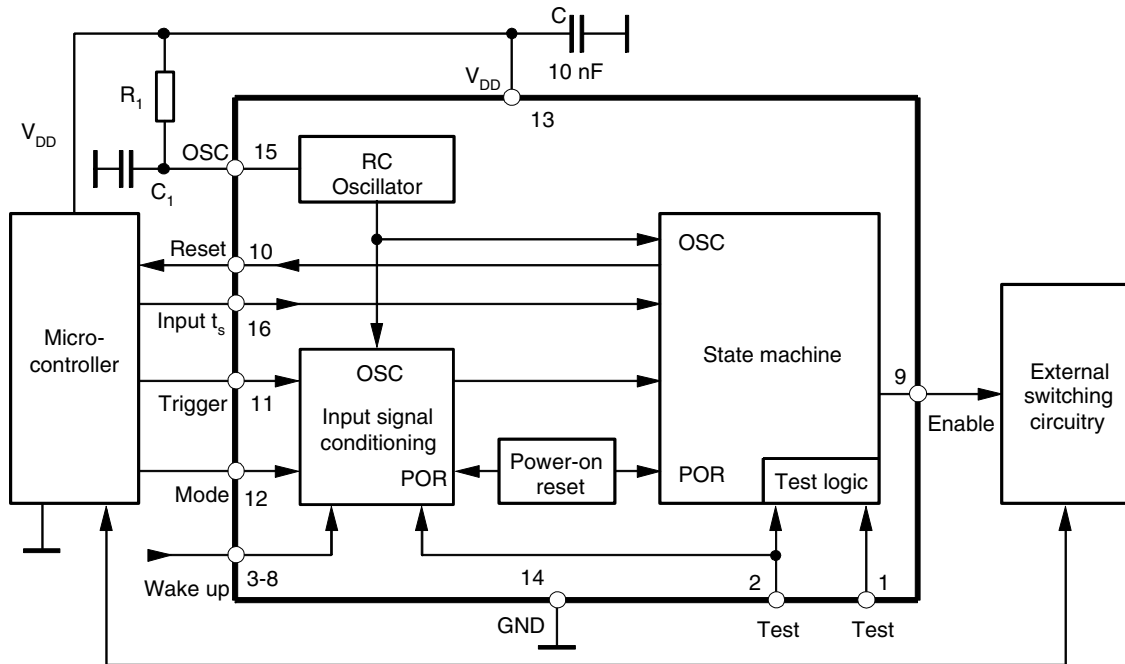 C
10 nF
V_DD
13
R_1
V_DD
OSC
15
C_1
RC
Oscillator
Reset
10
OSC
Input t_s
16
Micro-
controller
State machine
OSC
Trigger
11
Input signal
conditioning
9
Enable
External
switching
circuitry
Mode
12
POR
Power-on
reset
POR
Test logic
Wake up
3-8
14
2
1
GND
Test
Test